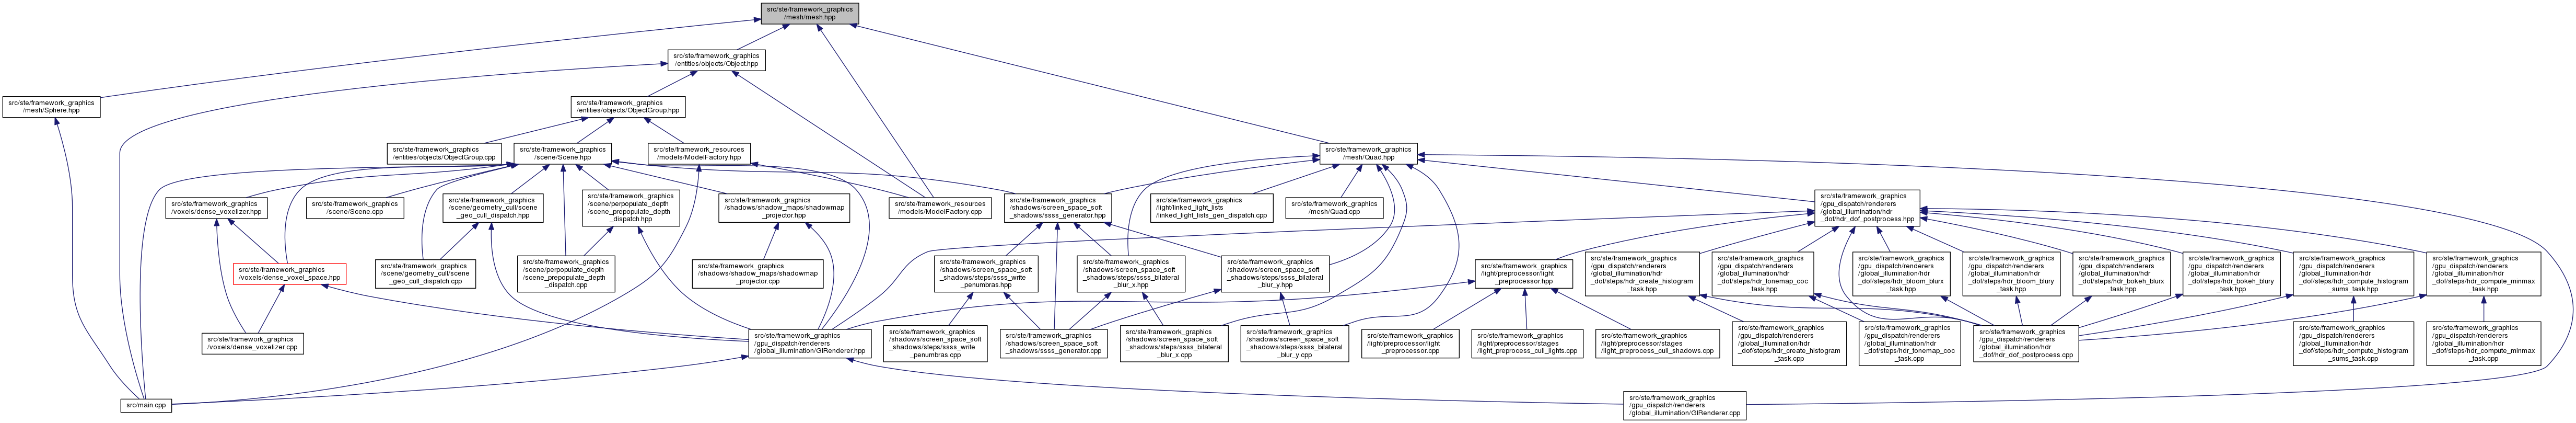 src/ste/framework_graphics
/mesh/mesh.hpp
src/ste/framework_graphics
/entities/objects/Object.hpp
src/ste/framework_graphics
/mesh/Sphere.hpp
src/ste/framework_graphics
/entities/objects/ObjectGroup.hpp
src/ste/framework_graphics
/entities/objects/ObjectGroup.cpp
src/ste/framework_graphics
/scene/Scene.hpp
src/ste/framework_resources
/models/ModelFactory.hpp
src/ste/framework_graphics
/mesh/Quad.hpp
src/ste/framework_graphics
/voxels/dense_voxelizer.hpp
src/ste/framework_graphics
/scene/Scene.cpp
src/ste/framework_graphics
/scene/geometry_cull/scene
_geo_cull_dispatch.hpp
src/ste/framework_graphics
/scene/perpopulate_depth
/scene_prepopulate_depth
_dispatch.hpp
src/ste/framework_graphics
/shadows/shadow_maps/shadowmap
_projector.hpp
src/ste/framework_resources
/models/ModelFactory.cpp
src/ste/framework_graphics
/shadows/screen_space_soft
_shadows/ssss_generator.hpp
src/ste/framework_graphics
/light/linked_light_lists
/linked_light_lists_gen_dispatch.cpp
src/ste/framework_graphics
/mesh/Quad.cpp
src/ste/framework_graphics
/gpu_dispatch/renderers
/global_illumination/hdr
_dof/hdr_dof_postprocess.hpp
src/ste/framework_graphics
/voxels/dense_voxel_space.hpp
src/ste/framework_graphics
/scene/geometry_cull/scene
_geo_cull_dispatch.cpp
src/ste/framework_graphics
/scene/perpopulate_depth
/scene_prepopulate_depth
_dispatch.cpp
src/ste/framework_graphics
/shadows/shadow_maps/shadowmap
_projector.cpp
src/ste/framework_graphics
/shadows/screen_space_soft
_shadows/steps/ssss_write
_penumbras.hpp
src/ste/framework_graphics
/shadows/screen_space_soft
_shadows/steps/ssss_bilateral
_blur_x.hpp
src/ste/framework_graphics
/shadows/screen_space_soft
_shadows/steps/ssss_bilateral
_blur_y.hpp
src/ste/framework_graphics
/light/preprocessor/light
_preprocessor.hpp
src/ste/framework_graphics
/gpu_dispatch/renderers
/global_illumination/hdr
_dof/steps/hdr_create_histogram
_task.hpp
src/ste/framework_graphics
/gpu_dispatch/renderers
/global_illumination/hdr
_dof/steps/hdr_tonemap_coc
_task.hpp
src/ste/framework_graphics
/gpu_dispatch/renderers
/global_illumination/hdr
_dof/steps/hdr_bloom_blurx
_task.hpp
src/ste/framework_graphics
/gpu_dispatch/renderers
/global_illumination/hdr
_dof/steps/hdr_bloom_blury
_task.hpp
src/ste/framework_graphics
/gpu_dispatch/renderers
/global_illumination/hdr
_dof/steps/hdr_bokeh_blurx
_task.hpp
src/ste/framework_graphics
/gpu_dispatch/renderers
/global_illumination/hdr
_dof/steps/hdr_bokeh_blury
_task.hpp
src/ste/framework_graphics
/gpu_dispatch/renderers
/global_illumination/hdr
_dof/steps/hdr_compute_histogram
_sums_task.hpp
src/ste/framework_graphics
/gpu_dispatch/renderers
/global_illumination/hdr
_dof/steps/hdr_compute_minmax
_task.hpp
src/ste/framework_graphics
/voxels/dense_voxelizer.cpp
src/ste/framework_graphics
/gpu_dispatch/renderers
/global_illumination/GIRenderer.hpp
src/ste/framework_graphics
/shadows/screen_space_soft
_shadows/steps/ssss_write
_penumbras.cpp
src/ste/framework_graphics
/shadows/screen_space_soft
_shadows/ssss_generator.cpp
src/ste/framework_graphics
/shadows/screen_space_soft
_shadows/steps/ssss_bilateral
_blur_x.cpp
src/ste/framework_graphics
/shadows/screen_space_soft
_shadows/steps/ssss_bilateral
_blur_y.cpp
src/ste/framework_graphics
/light/preprocessor/light
_preprocessor.cpp
src/ste/framework_graphics
/light/preprocessor/stages
/light_preprocess_cull_lights.cpp
src/ste/framework_graphics
/light/preprocessor/stages
/light_preprocess_cull_shadows.cpp
src/ste/framework_graphics
/gpu_dispatch/renderers
/global_illumination/hdr
_dof/steps/hdr_create_histogram
_task.cpp
src/ste/framework_graphics
/gpu_dispatch/renderers
/global_illumination/hdr
_dof/steps/hdr_tonemap_coc
_task.cpp
src/ste/framework_graphics
/gpu_dispatch/renderers
/global_illumination/hdr
_dof/hdr_dof_postprocess.cpp
src/ste/framework_graphics
/gpu_dispatch/renderers
/global_illumination/hdr
_dof/steps/hdr_compute_histogram
_sums_task.cpp
src/ste/framework_graphics
/gpu_dispatch/renderers
/global_illumination/hdr
_dof/steps/hdr_compute_minmax
_task.cpp
src/main.cpp
src/ste/framework_graphics
/gpu_dispatch/renderers
/global_illumination/GIRenderer.cpp